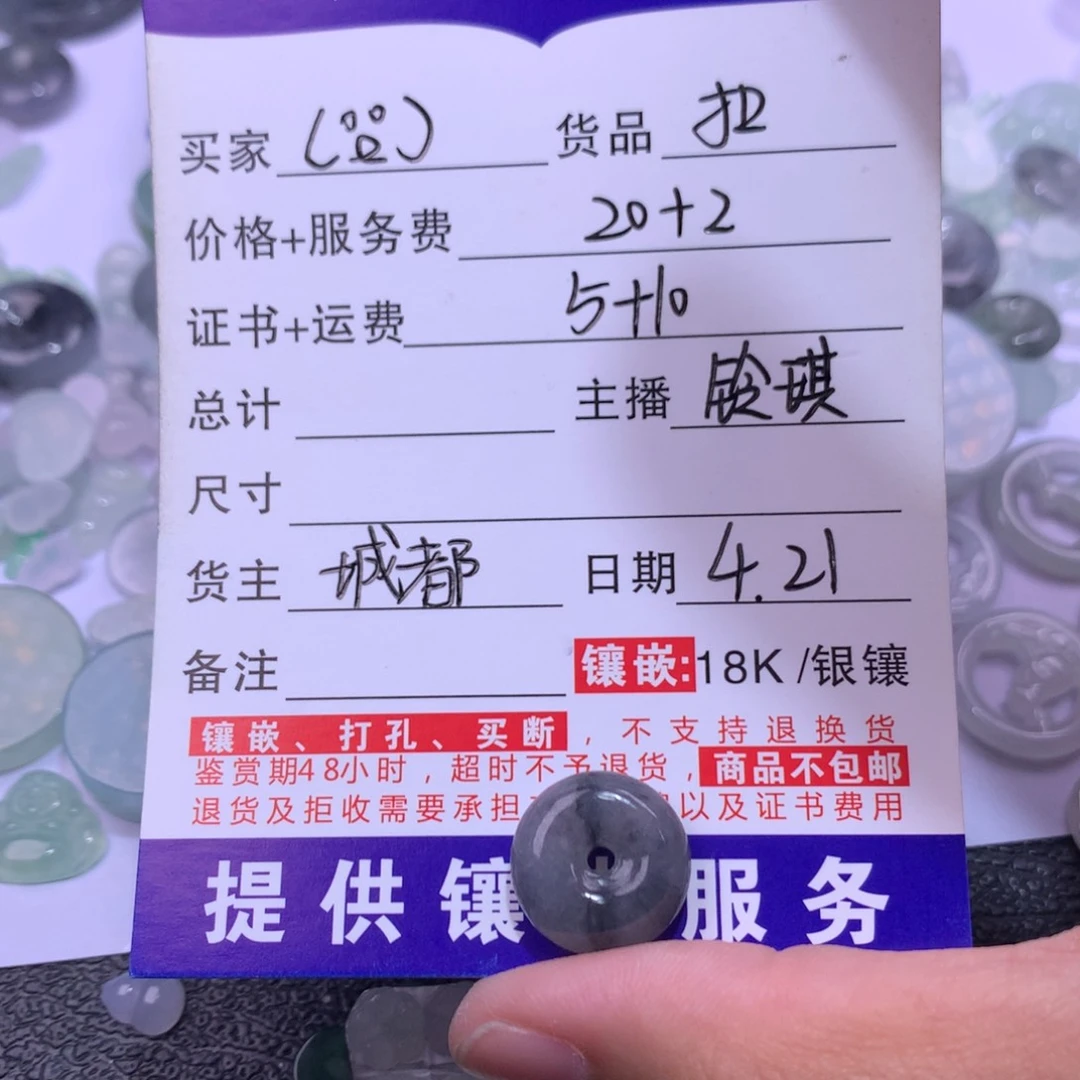 买家 货品 扣
价格+服务费 20+2
证书+运费 5+10
总计 主播 铃琪
尺寸
货主 城都 日期 4.21
备注 镶嵌:18K/银镶
镶嵌、打孔、买断,不支持退换货
鉴赏期48小时,超时不予退货,商品不包邮
退货及拒收需要承担 以及证书费用
提供镶 服务